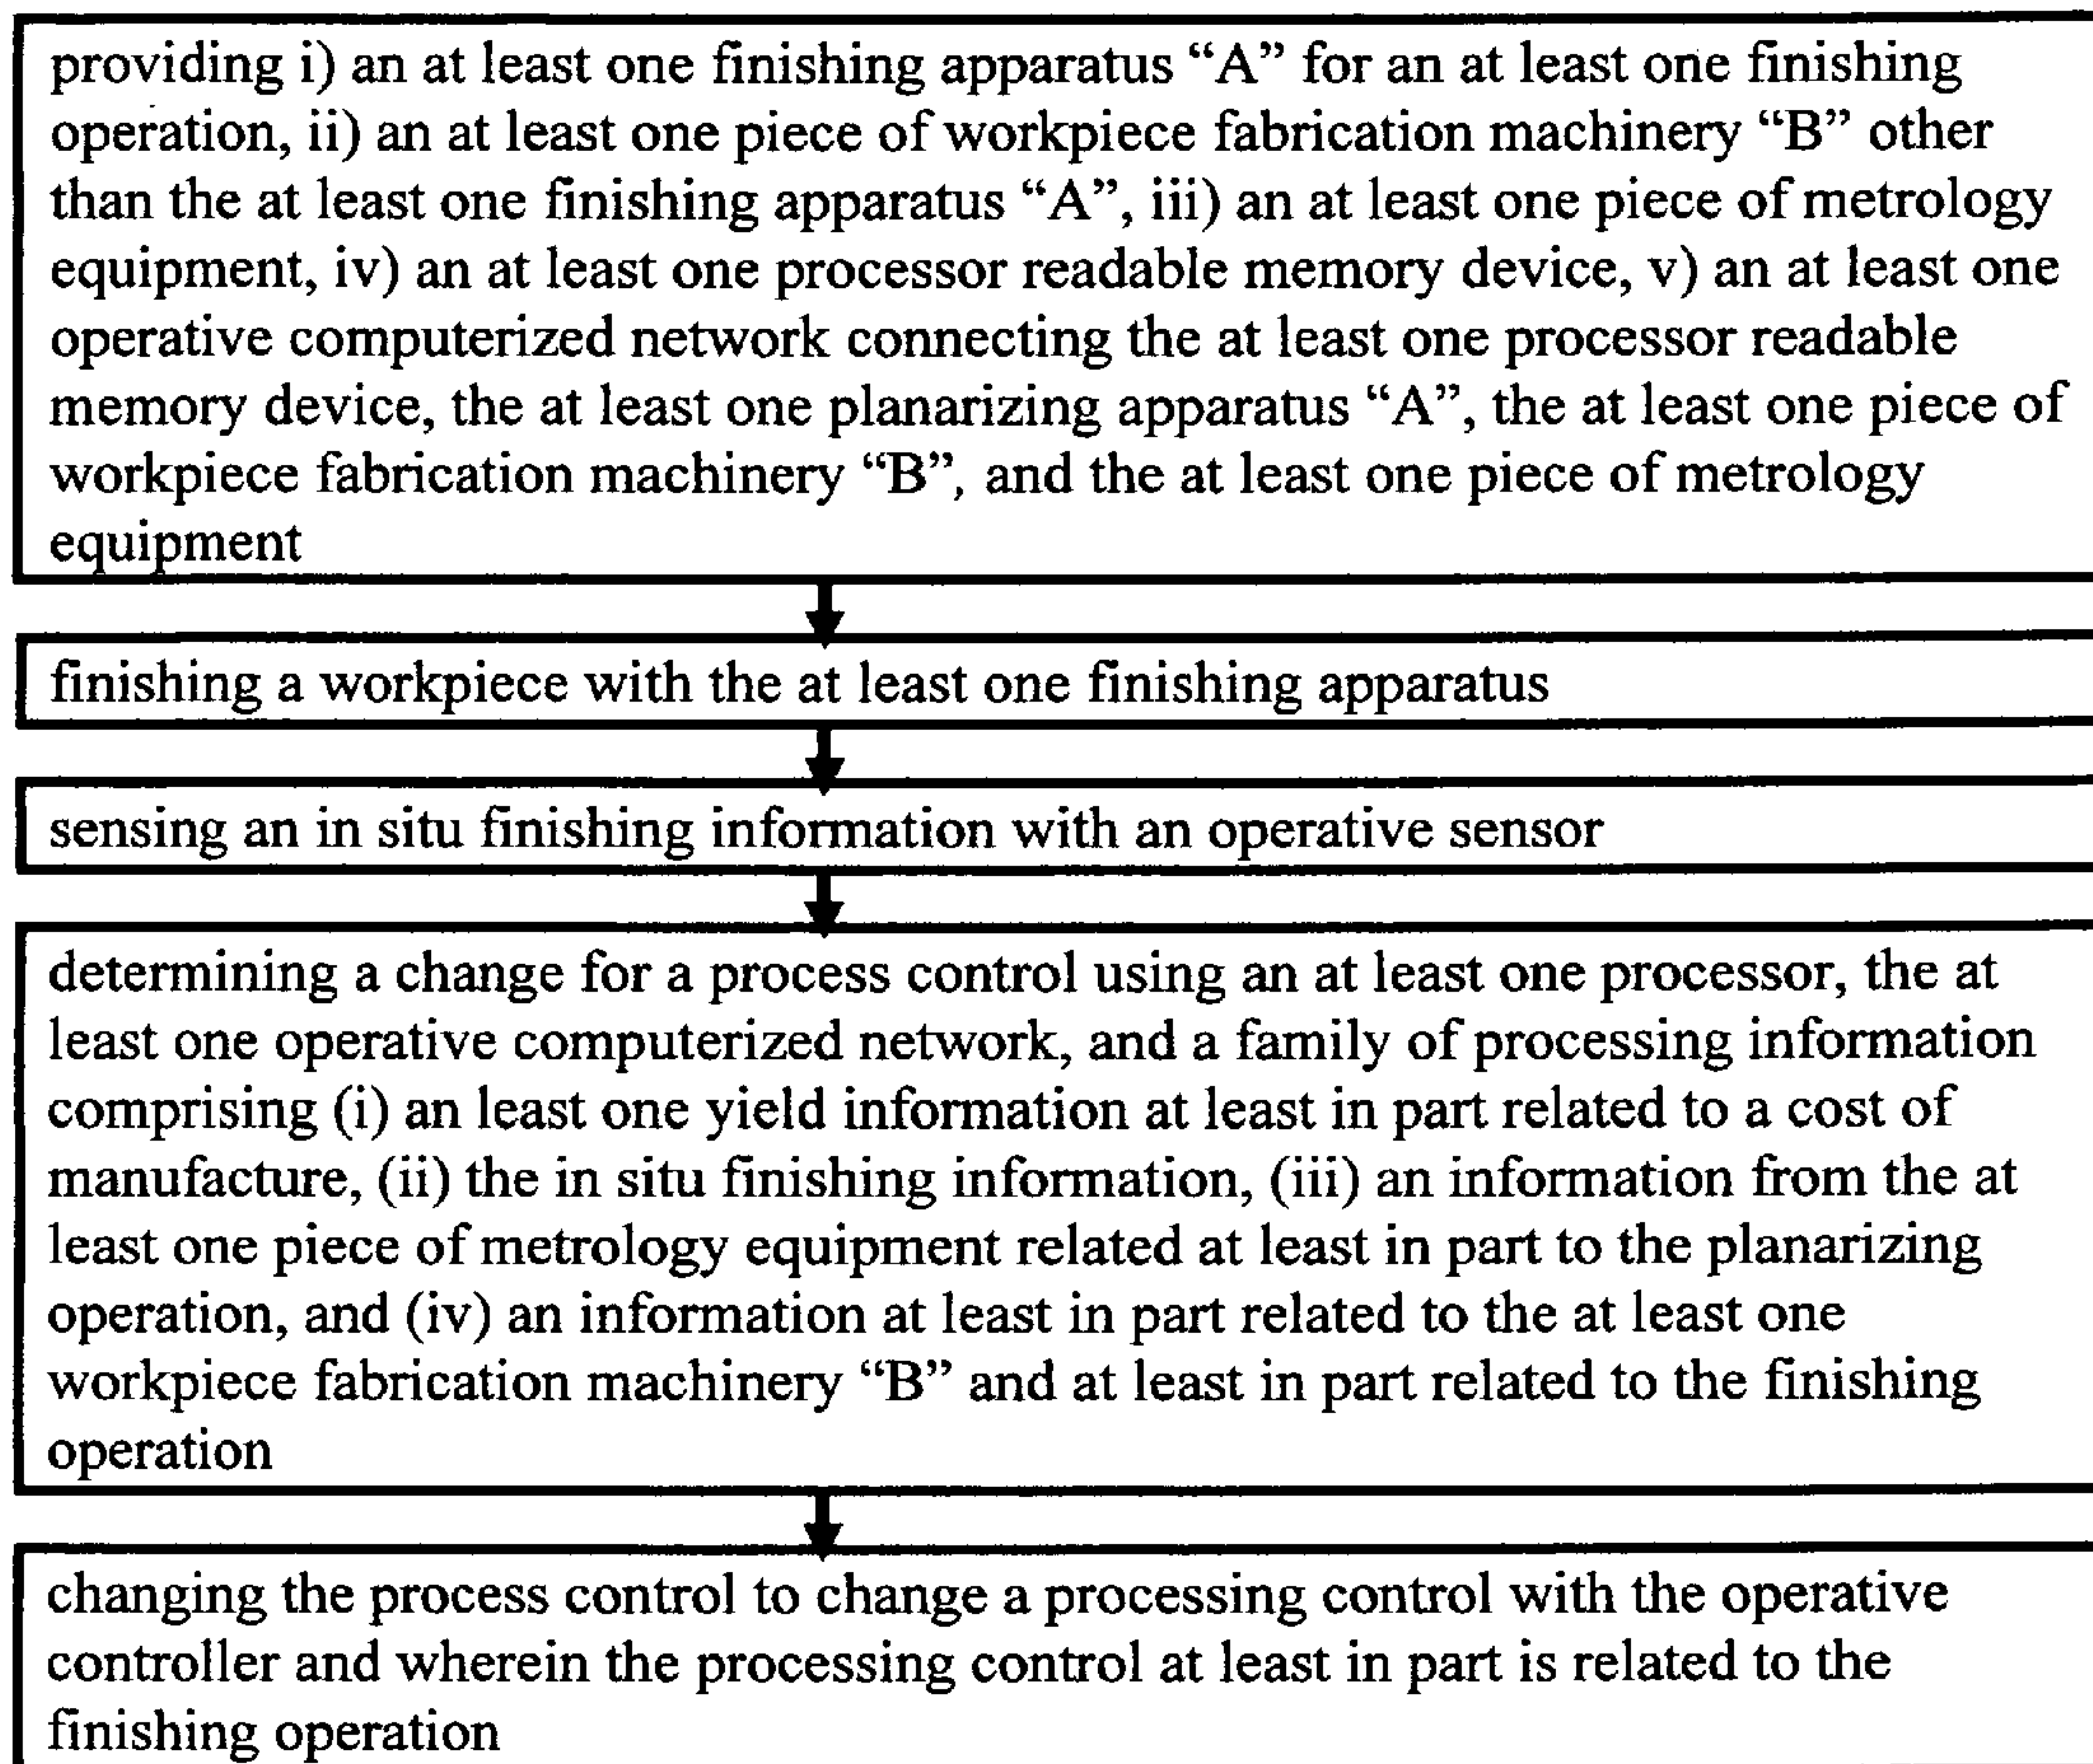 providing i) an at least one finishing apparatus “A” for an at least one finishing
operation, ii) an at least one piece of workpiece fabrication machinery “B” other
than the at least one finishing apparatus “A”, iii) an at least one piece of metrology
equipment, iv) an at least one processor readable memory device, v) an at least one
operative computerized network connecting the at least one processor readable
memory device, the at least one planarizing apparatus “A”, the at least one piece of
workpiece fabrication machinery “B”, and the at least one piece of metrology
equipment
finishing a workpiece with the at least one finishing apparatus
sensing an in situ finishing information with an operative sensor
determining a change for a process control using an at least one processor, the at
least one operative computerized network, and a family of processing information
comprising (i) an least one yield information at least in part related to a cost of
manufacture, (ii) the in situ finishing information, (iii) an information from the at
least one piece of metrology equipment related at least in part to the planarizing
operation, and (iv) an information at least in part related to the at least one
workpiece fabrication machinery “B” and at least in part related to the finishing
operation
changing the process control to change a processing control with the operative
controller and wherein the processing control at least in part is related to the
finishing operation